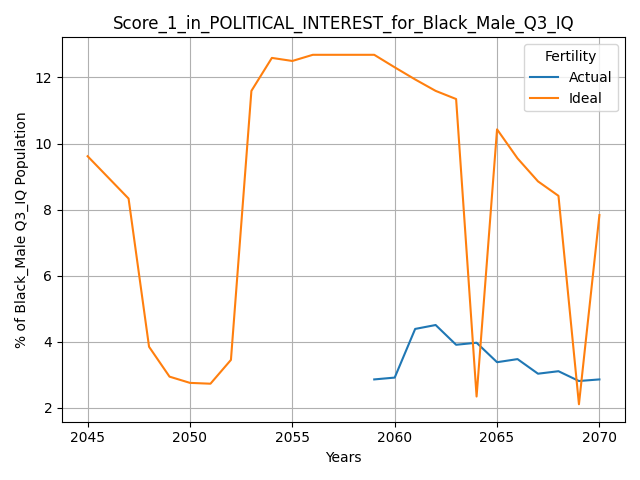 Score_1_in_POLITICAL_INTEREST_for_Black_Male_Q3_IQ
Fertility
Actual
Ideal
% of Black_Male Q3_IQ Population
12
10
8
6
4
2
2045 2050 2055 2060 2065 2070
Years